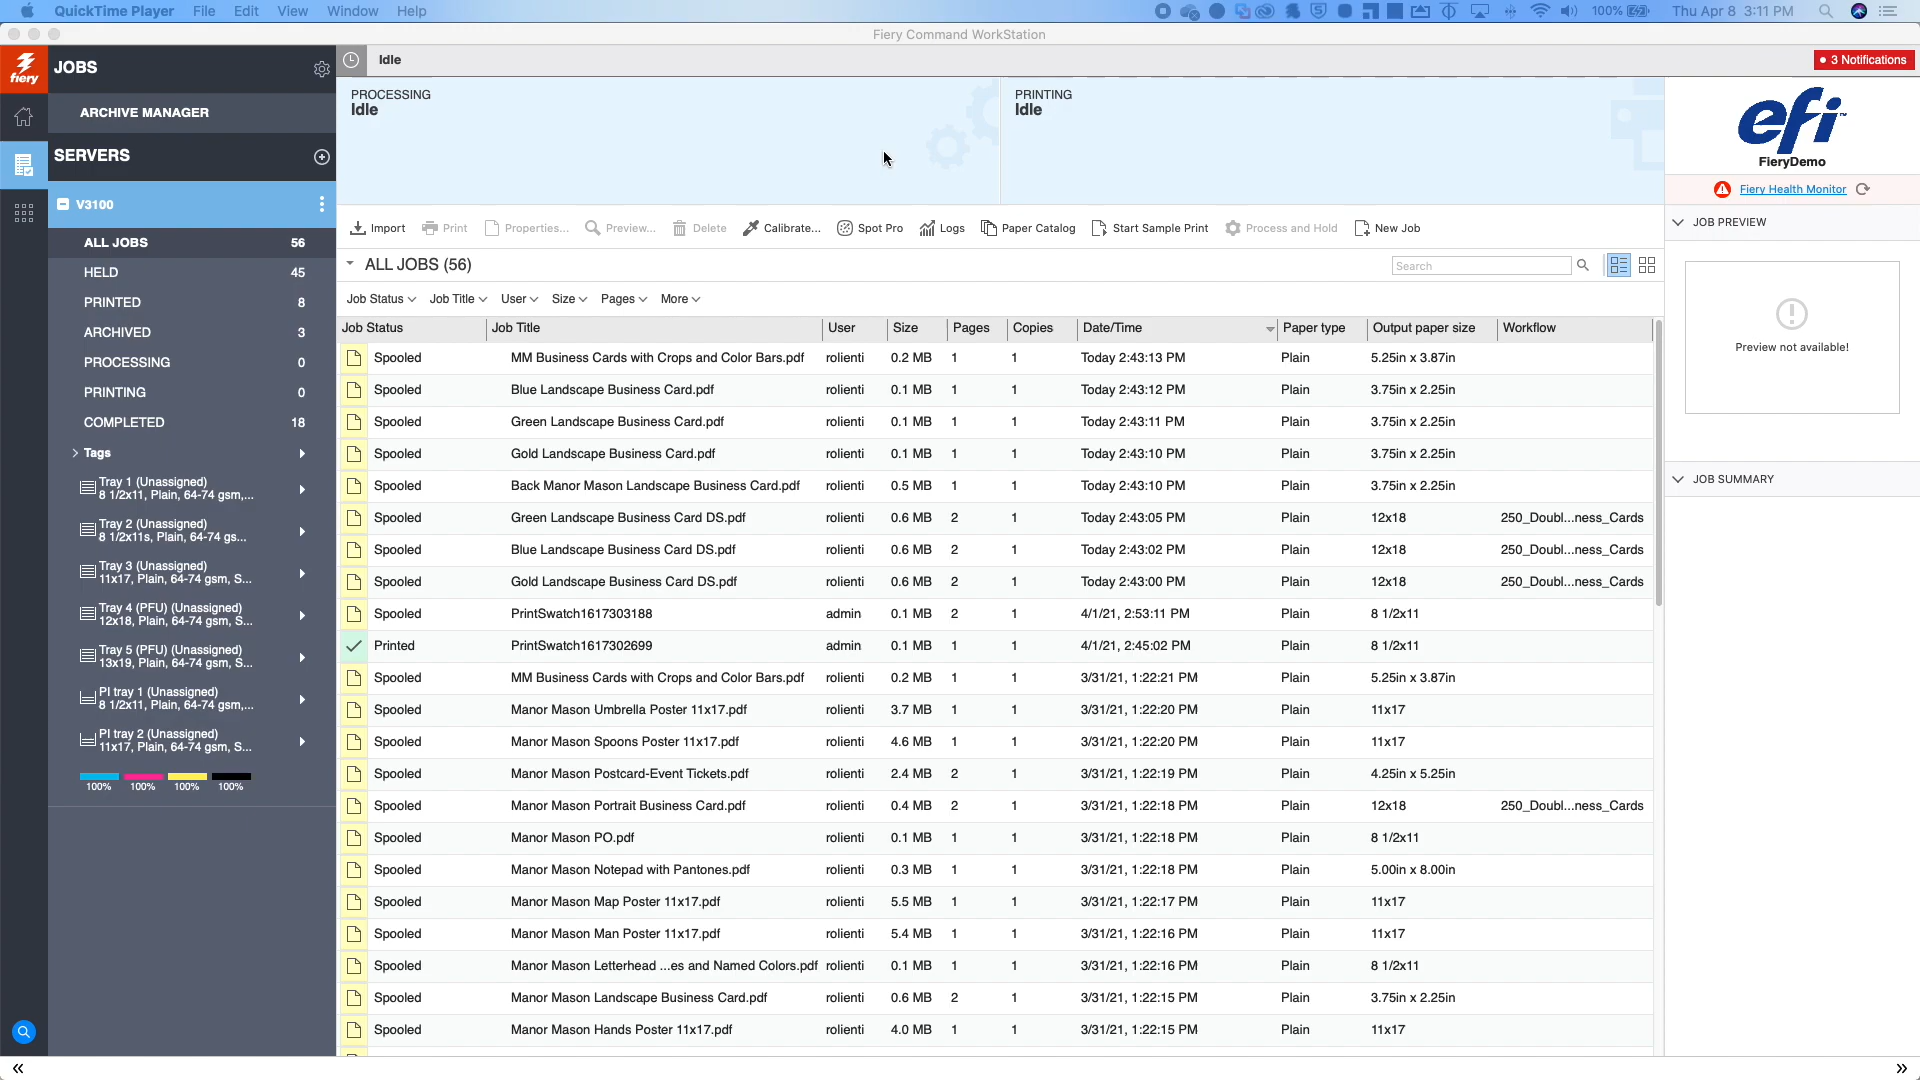 QuickTime Player File Edit View Window Help 100% Thu Apr 8 3:11 PM
Fiery Command WorkStation
fiery
JOBS
ARCHIVE MANAGER
SERVERS
V3100
ALL JOBS 56
HELD 45
PRINTED 8
ARCHIVED 3
PROCESSING 0
PRINTING 0
COMPLETED 18
Tags
Tray 1 (Unassigned)
8 1/2x11, Plain, 64-74 gsm,...
Tray 2 (Unassigned)
8 1/2x11s, Plain, 64-74 gs...
Tray 3 (Unassigned)
11x17, Plain, 64-74 gsm, S...
Tray 4 (PFU) (Unassigned)
12x18, Plain, 64-74 gsm, S...
Tray 5 (PFU) (Unassigned)
13x19, Plain, 64-74 gsm, S...
PI tray 1 (Unassigned)
8 1/2x11, Plain, 64-74 gsm,...
PI tray 2 (Unassigned)
11x17, Plain, 64-74 gsm, S...
100% 100% 100% 100%
Idle
3 Notifications
PROCESSING
Idle
PRINTING
Idle
Import Print Properties... Preview... Delete Calibrate... Spot Pro Logs Paper Catalog Start Sample Print Process and Hold New Job
ALL JOBS (56)
Search
Job Status Job Title User Size Pages More
Job Status Job Title User Size Pages Copies Date/Time Paper type Output paper size Workflow
Spooled MM Business Cards with Crops and Color Bars.pdf rolienti 0.2 MB 1 1 Today 2:43:13 PM Plain 5.25in x 3.87in
Spooled Blue Landscape Business Card.pdf rolienti 0.1 MB 1 1 Today 2:43:12 PM Plain 3.75in x 2.25in
Spooled Green Landscape Business Card.pdf rolienti 0.1 MB 1 1 Today 2:43:11 PM Plain 3.75in x 2.25in
Spooled Gold Landscape Business Card.pdf rolienti 0.1 MB 1 1 Today 2:43:10 PM Plain 3.75in x 2.25in
Spooled Back Manor Mason Landscape Business Card.pdf rolienti 0.5 MB 1 1 Today 2:43:10 PM Plain 3.75in x 2.25in
Spooled Green Landscape Business Card DS.pdf rolienti 0.6 MB 2 1 Today 2:43:05 PM Plain 12x18 250_Doubl...ness_Cards
Spooled Blue Landscape Business Card DS.pdf rolienti 0.6 MB 2 1 Today 2:43:02 PM Plain 12x18 250_Doubl...ness_Cards
Spooled Gold Landscape Business Card DS.pdf rolienti 0.6 MB 2 1 Today 2:43:00 PM Plain 12x18 250_Doubl...ness_Cards
Spooled PrintSwatch1617303188 admin 0.1 MB 2 1 4/1/21, 2:53:11 PM Plain 8 1/2x11
Printed PrintSwatch1617302699 admin 0.1 MB 1 1 4/1/21, 2:45:02 PM Plain 8 1/2x11
Spooled MM Business Cards with Crops and Color Bars.pdf rolienti 0.2 MB 1 1 3/31/21, 1:22:21 PM Plain 5.25in x 3.87in
Spooled Manor Mason Umbrella Poster 11x17.pdf rolienti 3.7 MB 1 1 3/31/21, 1:22:20 PM Plain 11x17
Spooled Manor Mason Spoons Poster 11x17.pdf rolienti 4.6 MB 1 1 3/31/21, 1:22:20 PM Plain 11x17
Spooled Manor Mason Postcard-Event Tickets.pdf rolienti 2.4 MB 2 1 3/31/21, 1:22:19 PM Plain 4.25in x 5.25in
Spooled Manor Mason Portrait Business Card.pdf rolienti 0.4 MB 2 1 3/31/21, 1:22:18 PM Plain 12x18 250_Doubl...ness_Cards
Spooled Manor Mason PO.pdf rolienti 0.1 MB 1 1 3/31/21, 1:22:18 PM Plain 8 1/2x11
Spooled Manor Mason Notepad with Pantones.pdf rolienti 0.3 MB 1 1 3/31/21, 1:22:18 PM Plain 5.00in x 8.00in
Spooled Manor Mason Map Poster 11x17.pdf rolienti 5.5 MB 1 1 3/31/21, 1:22:17 PM Plain 11x17
Spooled Manor Mason Man Poster 11x17.pdf rolienti 5.4 MB 1 1 3/31/21, 1:22:16 PM Plain 11x17
Spooled Manor Mason Letterhead ...es and Named Colors.pdf rolienti 0.1 MB 1 1 3/31/21, 1:22:16 PM Plain 8 1/2x11
Spooled Manor Mason Landscape Business Card.pdf rolienti 0.6 MB 2 1 3/31/21, 1:22:15 PM Plain 3.75in x 2.25in
Spooled Manor Mason Hands Poster 11x17.pdf rolienti 4.0 MB 1 1 3/31/21, 1:22:15 PM Plain 11x17
efi
FieryDemo
Fiery Health Monitor
JOB PREVIEW
Preview not available!
JOB SUMMARY